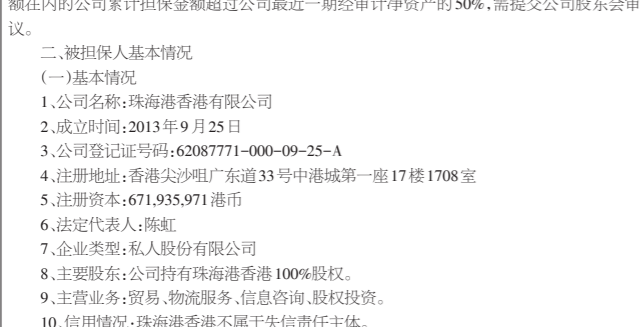 额在内的公司累计担保金额超过公司最近一期经审计净资产的50%,需提交公司股东会审
议。
二、被担保人基本情况
(一)基本情况
1、公司名称:珠海港香港有限公司
2、成立时间:2013年9月25日
3、公司登记证号码:62087771-000-09-25-A
4、注册地址:香港尖沙咀广东道33号中港城第一座17楼1708室
5、注册资本:671,935,971港币
6、法定代表人:陈虹
7、企业类型:私人股份有限公司
8、主要股东:公司持有珠海港香港100%股权。
9、主营业务:贸易、物流服务、信息咨询、股权投资。
10、信用情况:珠海港香港不属于失信责任主体。